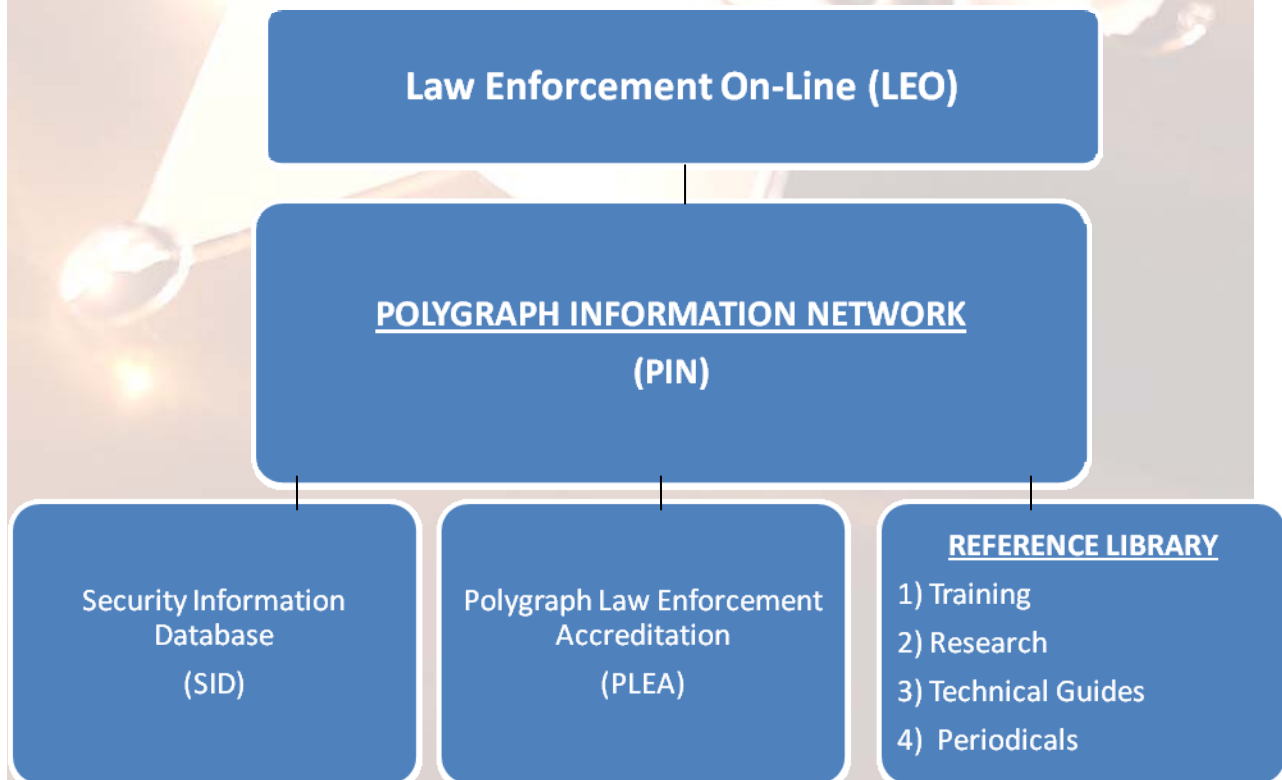 Law Enforcement On-Line (LEO)
POLYGRAPH INFORMATION NETWORK
(PIN)
Security Information
Database
(SID)
Polygraph Law Enforcement
Accreditation
(PLEA)
REFERENCE LIBRARY
1) Training
2) Research
3) Technical Guides
4) Periodicals